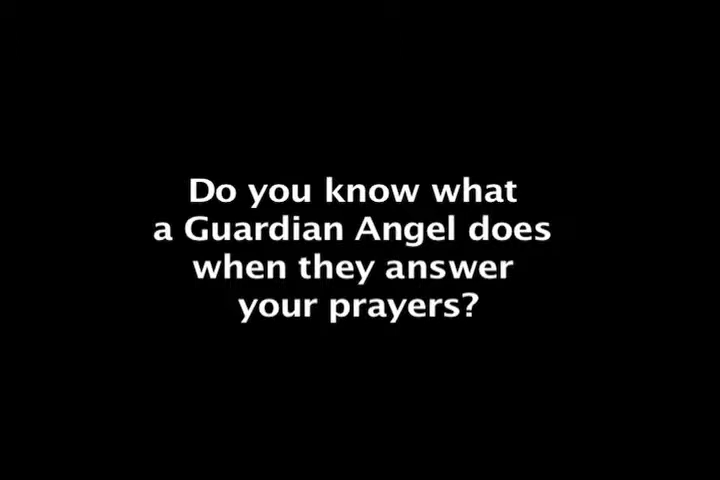 Do you know what
a Guardian Angel does
when they answer
your prayers?